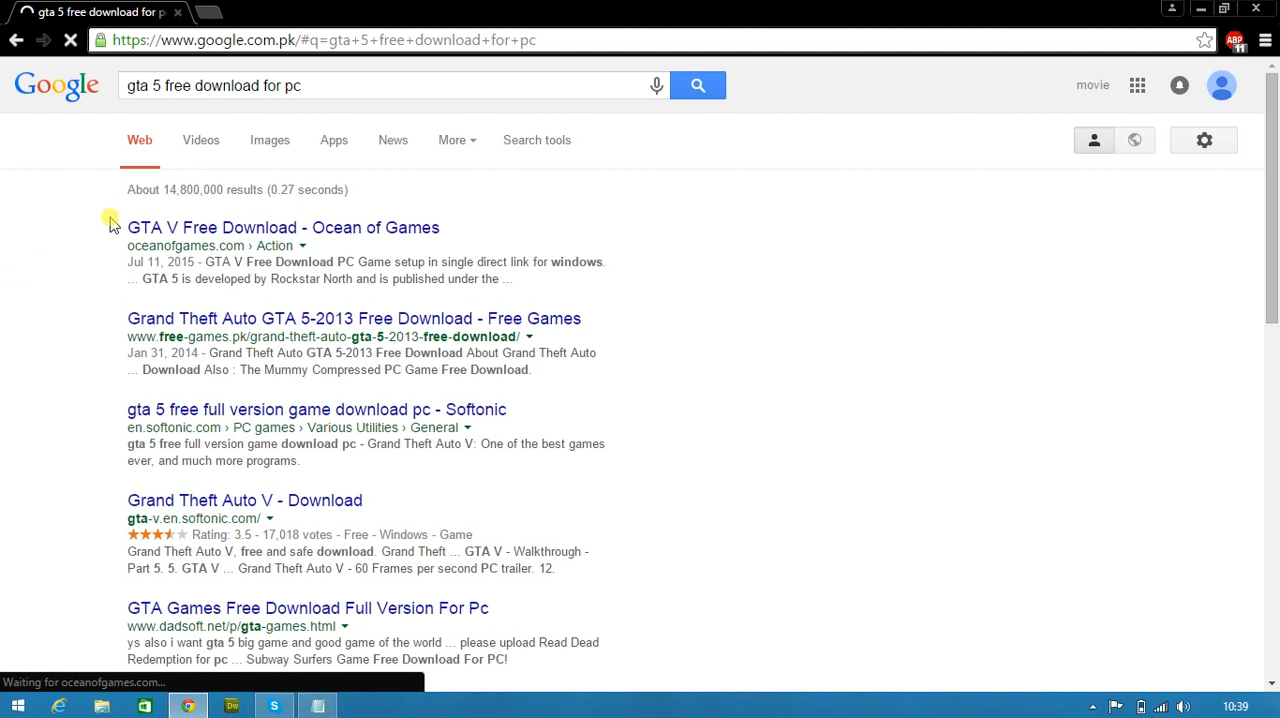 gta 5 free download for p
https://www.google.com.pk/#q=gta+5+free+download+for+pc
ABP
11
Google
gta 5 free download for pc
movie
Web Videos Images Apps News More Search tools
About 14,800,000 results (0.27 seconds)
GTA V Free Download - Ocean of Games
oceanofgames.com › Action
Jul 11, 2015 - GTA V Free Download PC Game setup in single direct link for windows.
... GTA 5 is developed by Rockstar North and is published under the ...
Grand Theft Auto GTA 5-2013 Free Download - Free Games
www.free-games.pk/grand-theft-auto-gta-5-2013-free-download/
Jan 31, 2014 - Grand Theft Auto GTA 5-2013 Free Download About Grand Theft Auto
... Download Also : The Mummy Compressed PC Game Free Download.
gta 5 free full version game download pc - Softonic
en.softonic.com › PC games › Various Utilities › General
gta 5 free full version game download pc - Grand Theft Auto V: One of the best games
ever, and much more programs.
Grand Theft Auto V - Download
gta-v.en.softonic.com/
Rating: 3.5 - 17,018 votes - Free - Windows - Game
Grand Theft Auto V, free and safe download. Grand Theft ... GTA V - Walkthrough -
Part 5. 5. GTA V ... Grand Theft Auto V - 60 Frames per second PC trailer. 12.
GTA Games Free Download Full Version For Pc
www.dadsoft.net/p/gta-games.html
ys also i want gta 5 big game and good game of the world ... please upload Read Dead
Redemption for pc ... Subway Surfers Game Free Download For PC!
Waiting for oceanofgames.com...
Dw
10:39